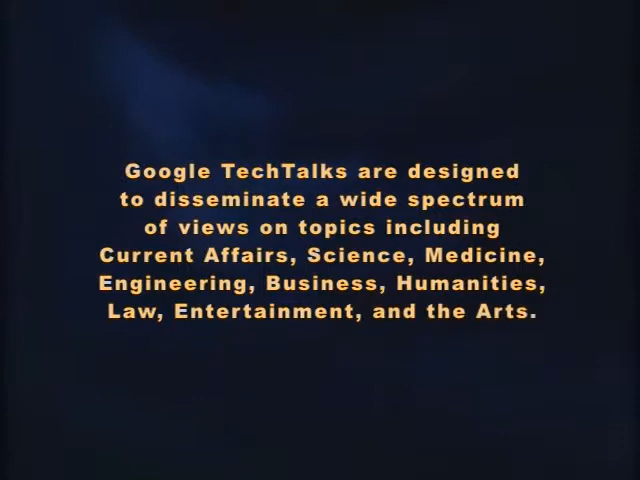 Google TechTalks are designed
to disseminate a wide spectrum
of views on topics including
Current Affairs, Science, Medicine,
Engineering, Business, Humanities,
Law, Entertainment, and the Arts.